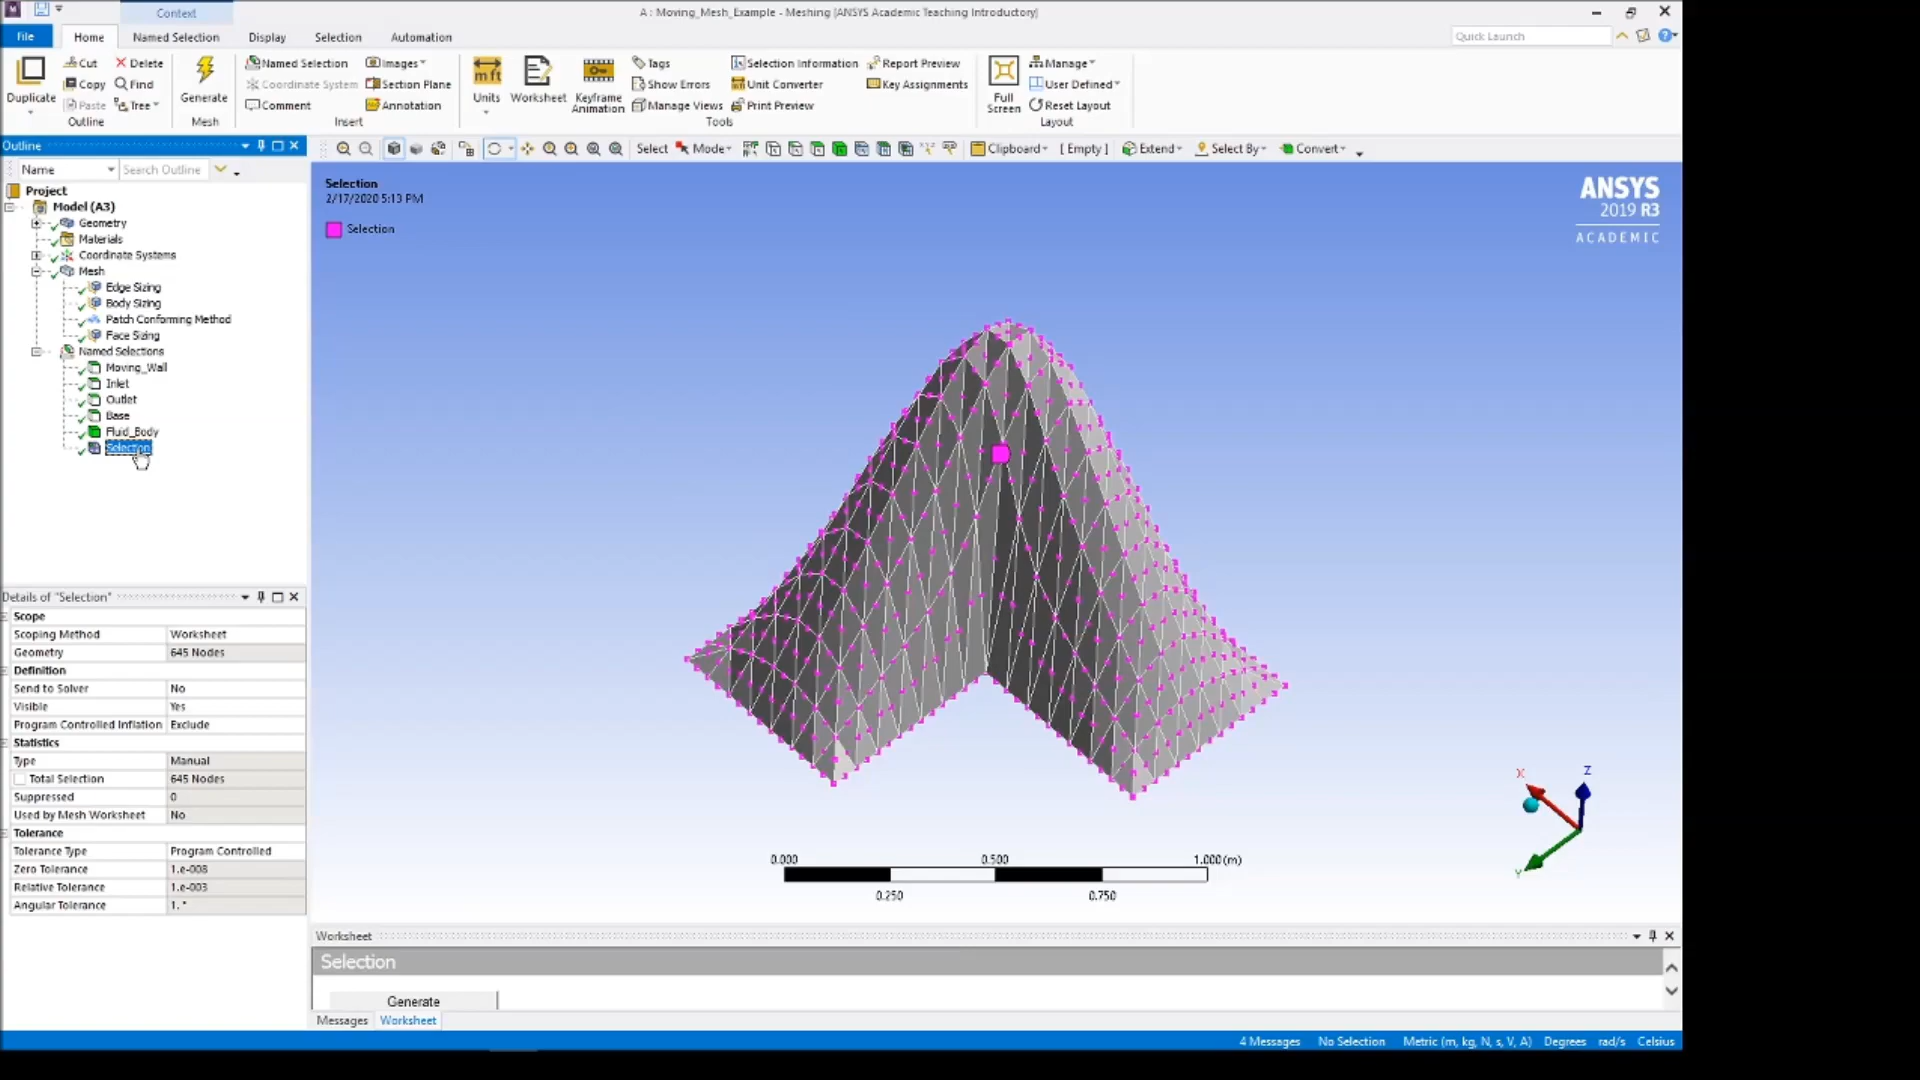 Context
A : Moving_Mesh_Example - Meshing (ANSYS Academic Teaching Introductory)
File Home Named Selection Display Selection Automation
Quick Launch
Duplicate
Cut Delete
Copy Find
Paste Tree
Outline
Generate
Mesh
Named Selection Images
Coordinate System Section Plane
Comment Annotation
Insert
Units
Worksheet
Keyframe
Animation
Tags Selection Information Report Preview
Show Errors Unit Converter Key Assignments
Manage Views Print Preview
Tools
Full
Screen
Manage
User Defined
Reset Layout
Layout
Outline
Select Mode Clipboard [ Empty ] Extend Select By Convert
Name Search Outline
Project
Model (A3)
Geometry
Materials
Coordinate Systems
Mesh
Edge Sizing
Body Sizing
Patch Conforming Method
Face Sizing
Named Selections
Moving_Wall
Inlet
Outlet
Base
Fluid_Body
Selection
Selection
2/17/2020 5:13 PM
Selection
ANSYS
2019 R3
ACADEMIC
Details of "Selection"
Scope
Scoping Method Worksheet
Geometry 645 Nodes
Definition
Send to Solver No
Visible Yes
Program Controlled Inflation Exclude
Statistics
Type Manual
Total Selection 645 Nodes
Suppressed 0
Used by Mesh Worksheet No
Tolerance
Tolerance Type Program Controlled
Zero Tolerance 1.e-008
Relative Tolerance 1.e-003
Angular Tolerance 1. °
X Z
Y
0.000 0.500 1.000 (m)
0.250 0.750
Worksheet
Selection
Generate
Messages Worksheet
4 Messages No Selection Metric (m, kg, N, s, V, A) Degrees rad/s Celsius